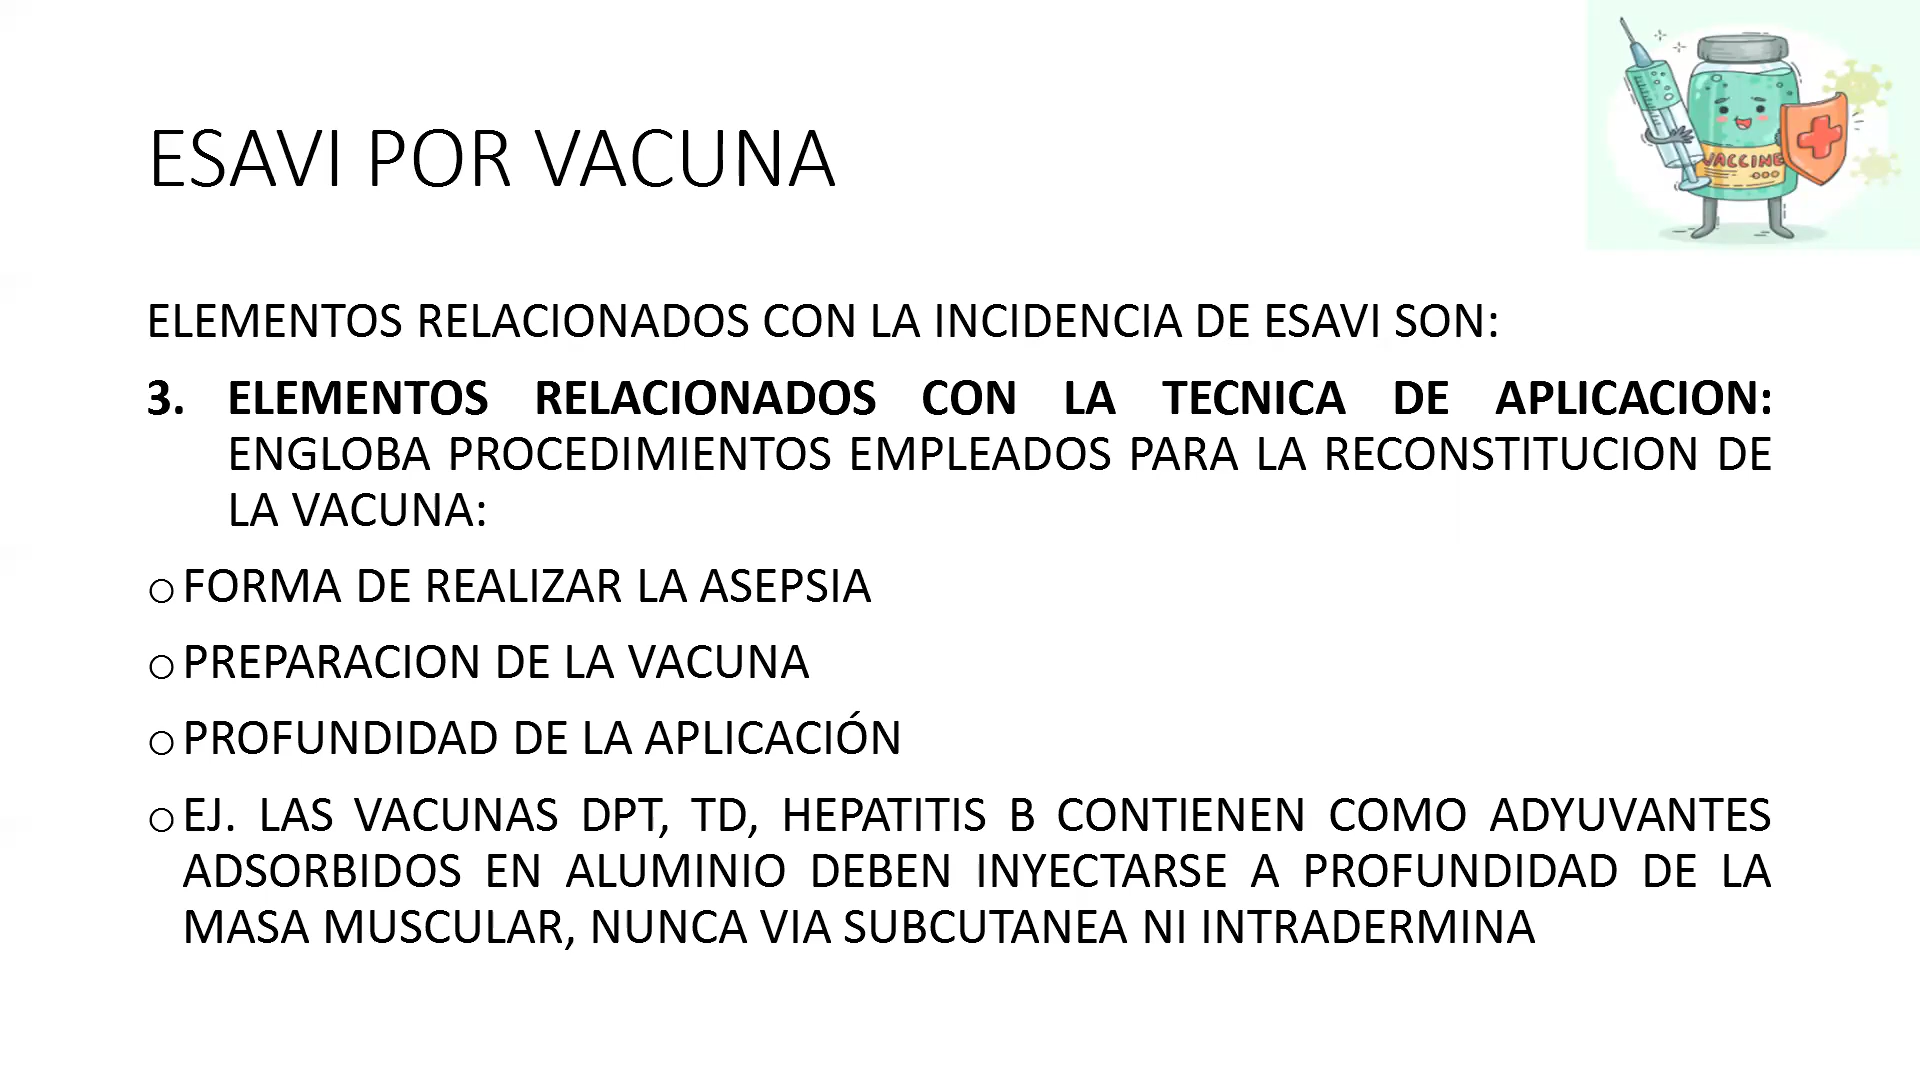 ESAVI POR VACUNA
VACCINE
ELEMENTOS RELACIONADOS CON LA INCIDENCIA DE ESAVI SON:
3. ELEMENTOS RELACIONADOS CON LA TECNICA DE APLICACION:
ENGLOBA PROCEDIMIENTOS EMPLEADOS PARA LA RECONSTITUCION DE
LA VACUNA:
o FORMA DE REALIZAR LA ASEPSIA
o PREPARACION DE LA VACUNA
o PROFUNDIDAD DE LA APLICACIÓN
o EJ. LAS VACUNAS DPT, TD, HEPATITIS B CONTIENEN COMO ADYUVANTES
ADSORBIDOS EN ALUMINIO DEBEN INYECTARSE A PROFUNDIDAD DE LA
MASA MUSCULAR, NUNCA VIA SUBCUTANEA NI INTRADERMINA